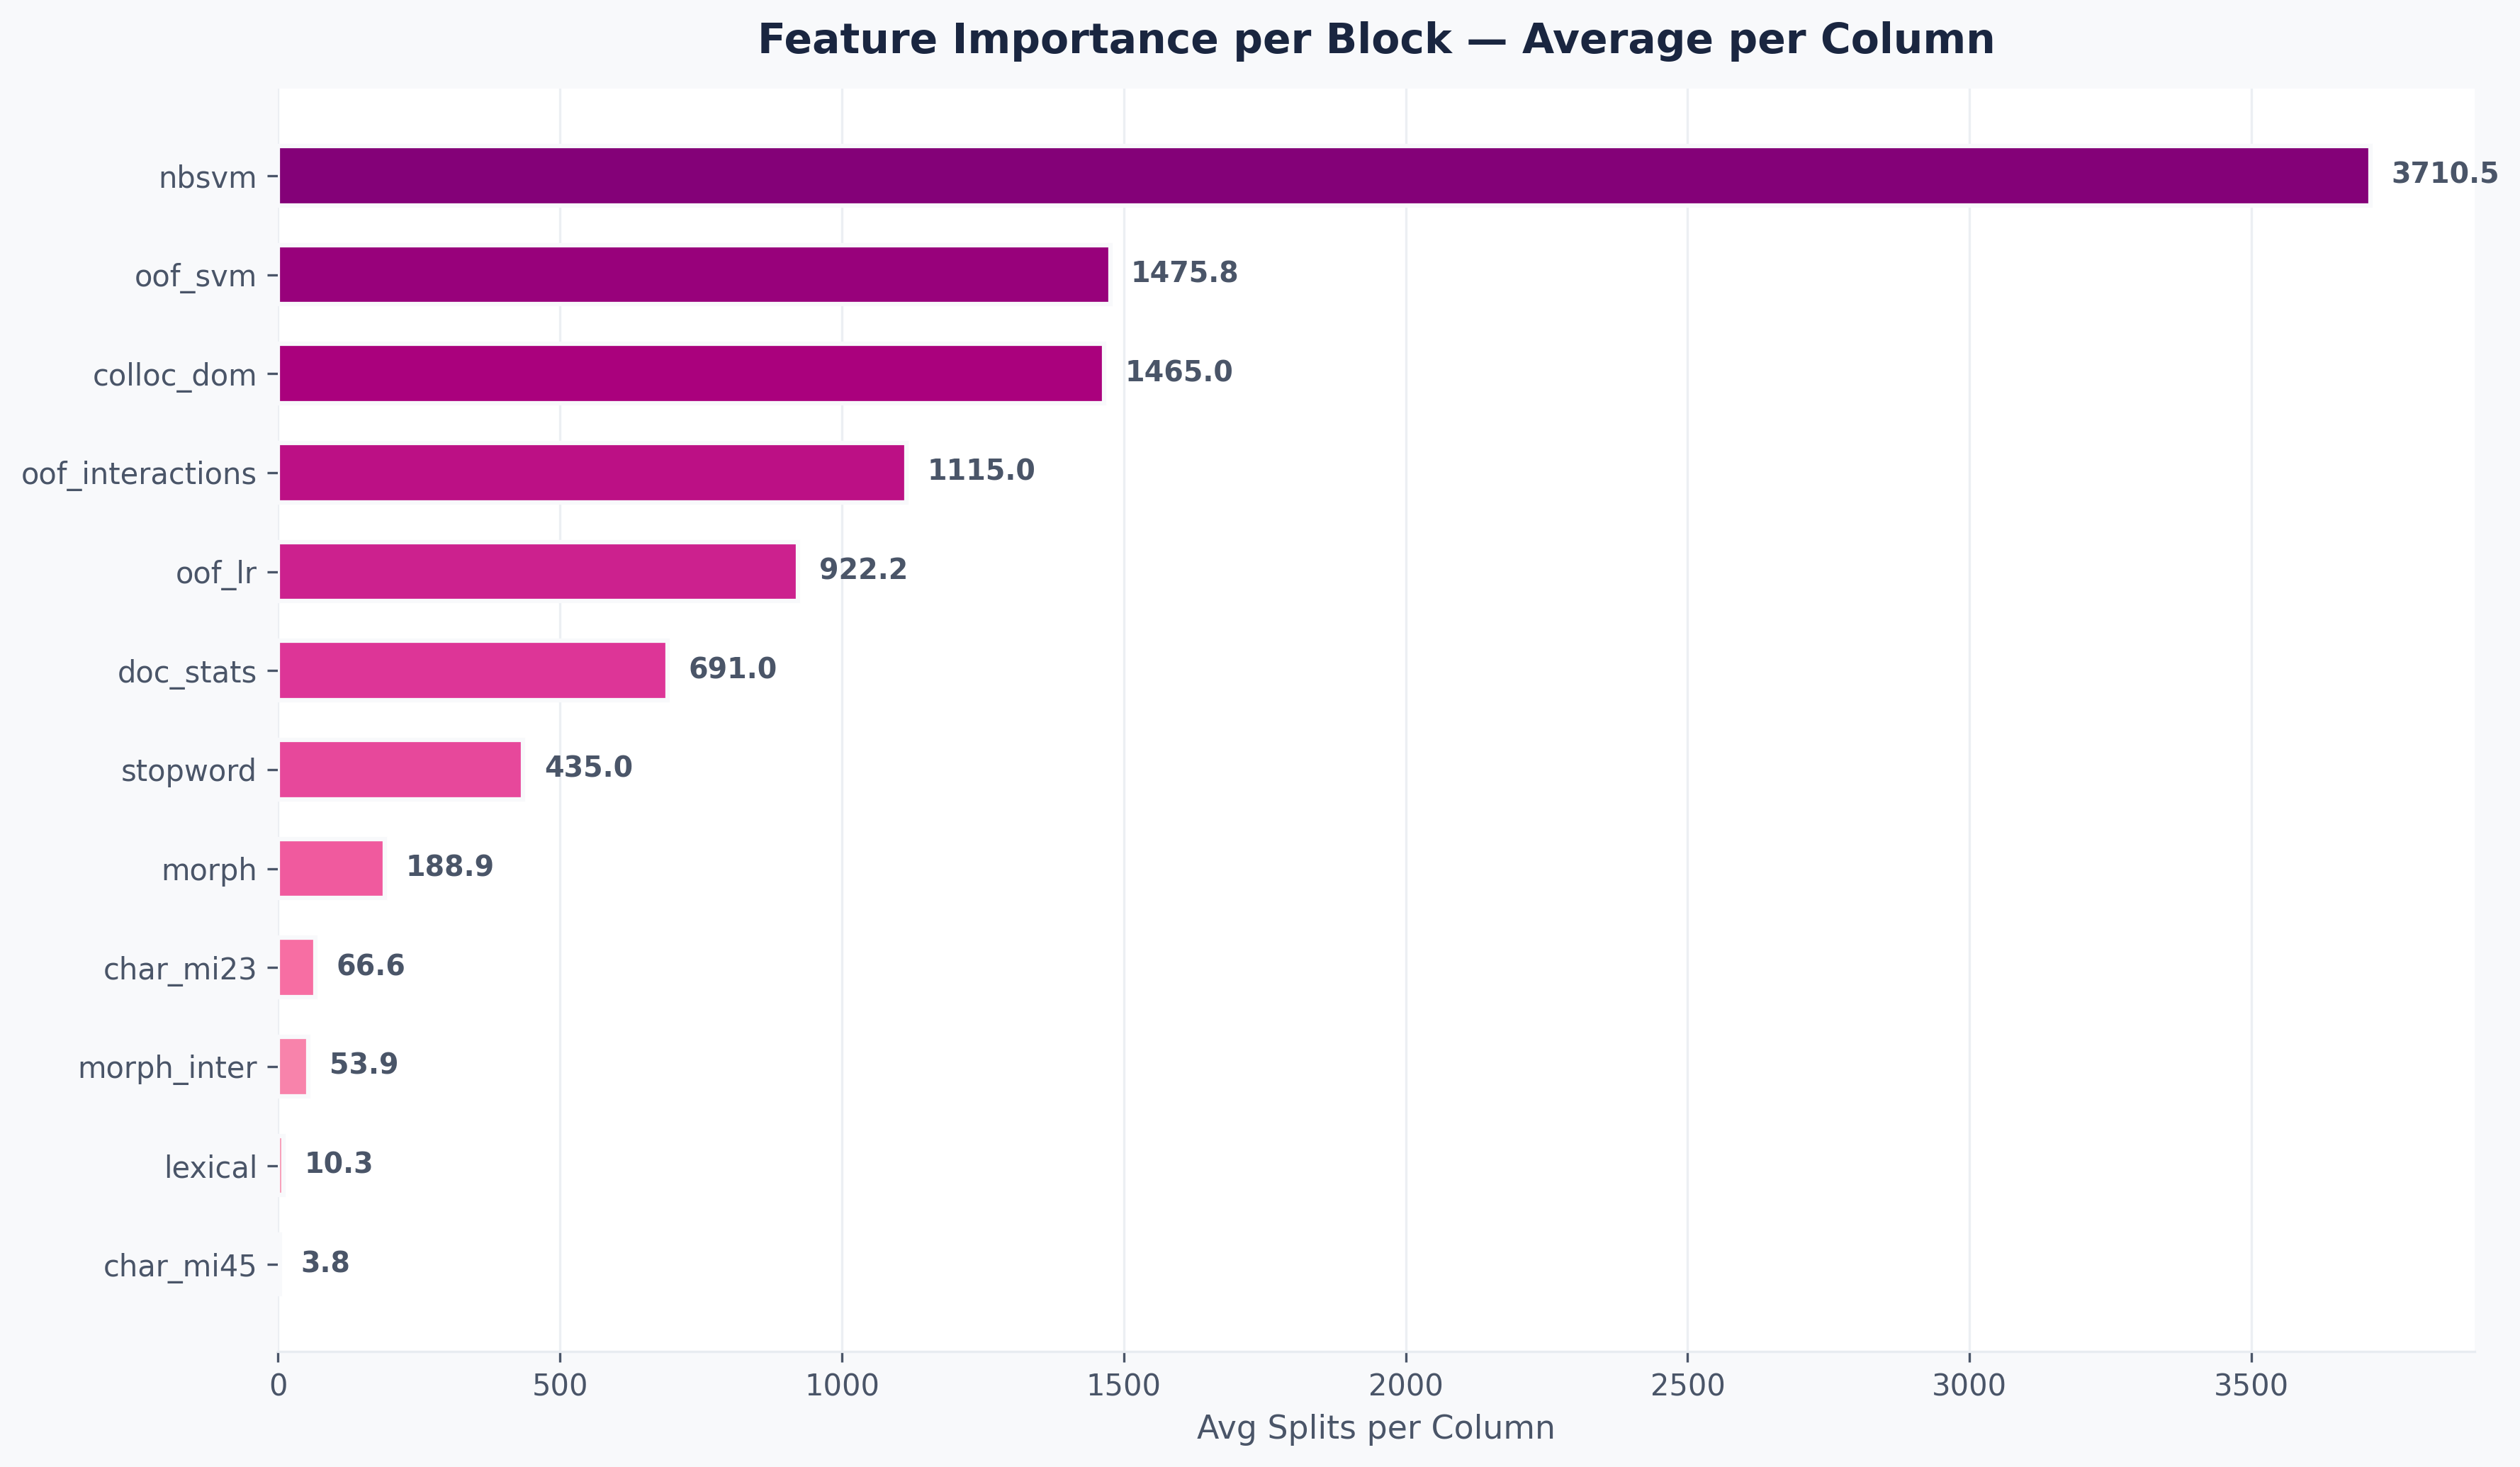 Feature Importance per Block — Average per Column
nbsvm 3710.5
oof_svm 1475.8
colloc_dom 1465.0
oof_interactions 1115.0
oof_lr 922.2
doc_stats 691.0
stopword 435.0
morph 188.9
char_mi23 66.6
morph_inter 53.9
lexical 10.3
char_mi45 3.8
0 500 1000 1500 2000 2500 3000 3500
Avg Splits per Column